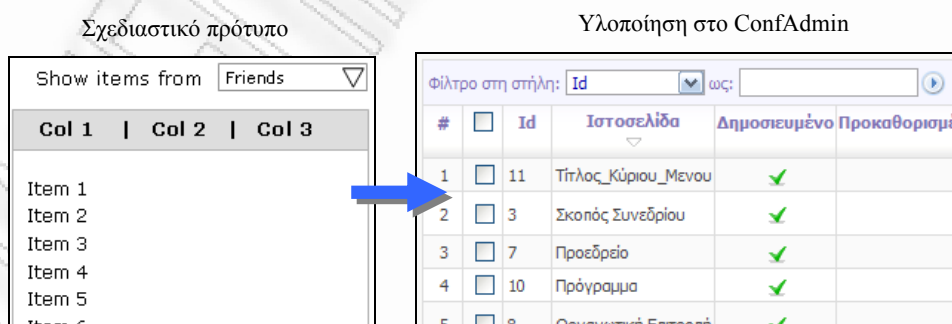 Σχεδιαστικό πρότυπο
Υλοποίηση στο ConfAdmin
Show items from Friends
Col 1 | Col 2 | Col 3
Item 1
Item 2
Item 3
Item 4
Item 5
Φίλτρο στη στήλη: Id ως:
# Id Ιστοσελίδα Δημοσιευμένο
1 11 Τίτλος_Κύριου_Μενου
2 3 Σκοπός Συνεδρίου
3 7 Προεδρείο
4 10 Πρόγραμμα